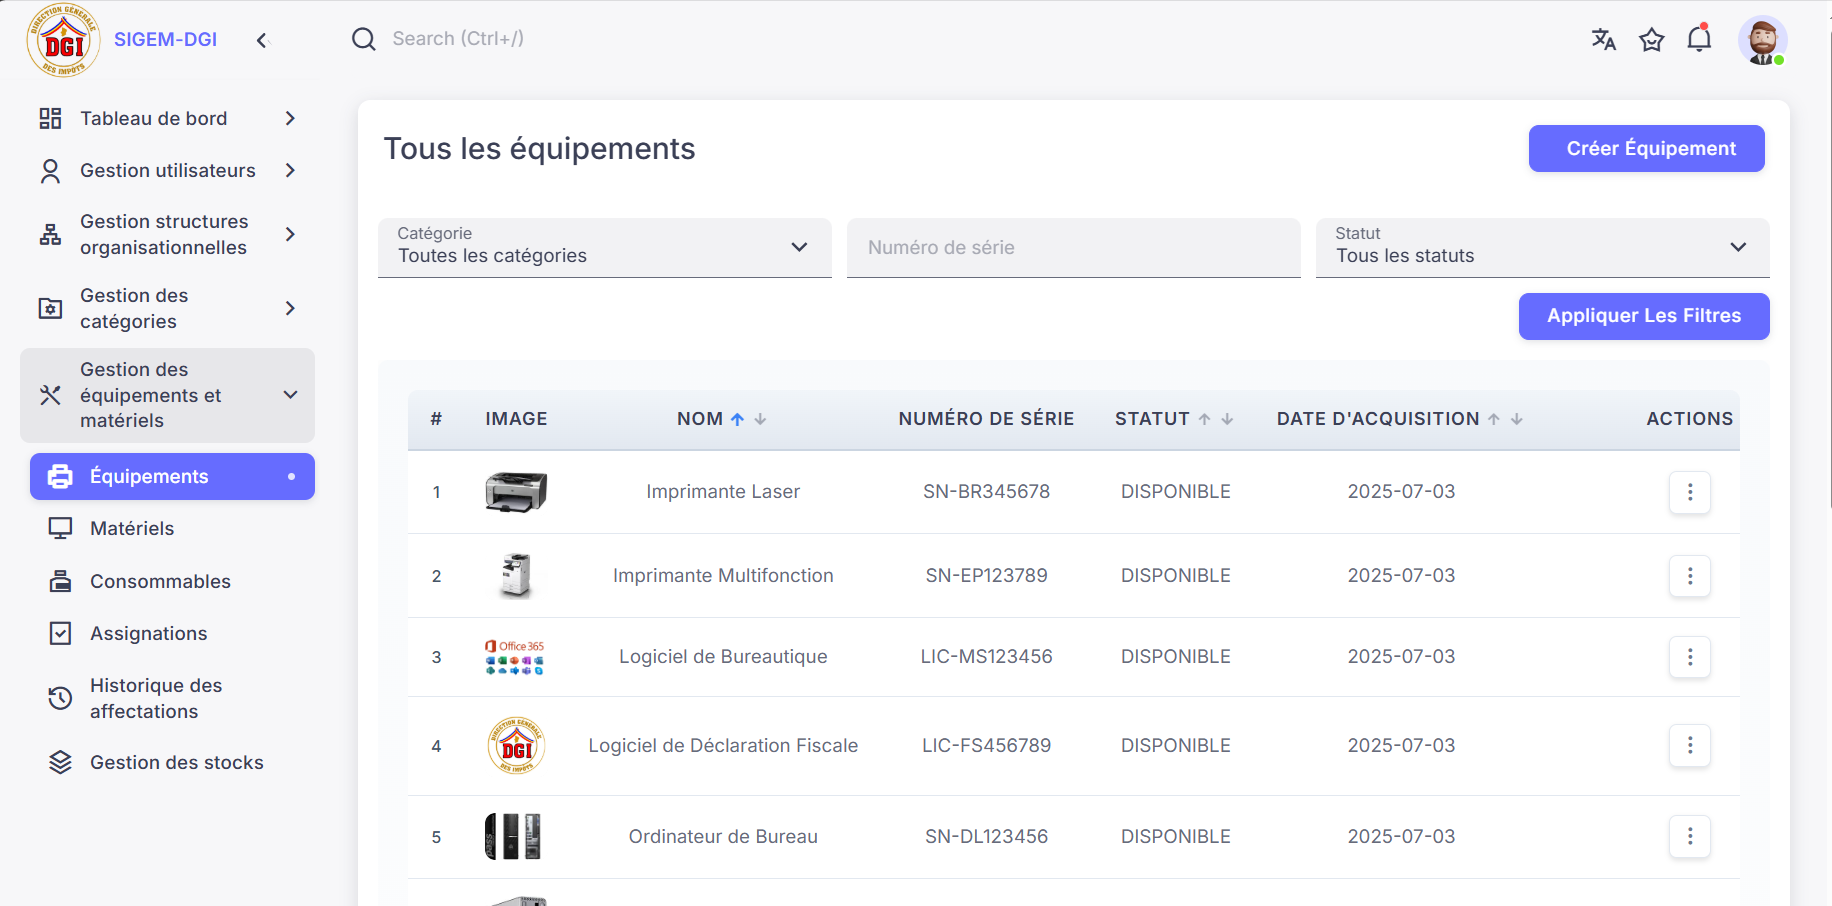 DIRECTION GÉNÉRALE
DGI
DES IMPÔTS
SIGEM-DGI
Search (Ctrl+/)
Tableau de bord
Gestion utilisateurs
Gestion structures
organisationnelles
Gestion des
catégories
Gestion des
équipements et
matériels
Équipements
Matériels
Consommables
Assignations
Historique des
affectations
Gestion des stocks
Tous les équipements
Créer Équipement
Catégorie
Toutes les catégories
Numéro de série
Statut
Tous les statuts
Appliquer Les Filtres
# IMAGE NOM NUMÉRO DE SÉRIE STATUT DATE D'ACQUISITION ACTIONS
1 Imprimante Laser SN-BR345678 DISPONIBLE 2025-07-03
2 Imprimante Multifonction SN-EP123789 DISPONIBLE 2025-07-03
3 Office 365 Logiciel de Bureautique LIC-MS123456 DISPONIBLE 2025-07-03
4 DIRECTION GÉNÉRALE DGI DES IMPÔTS Logiciel de Déclaration Fiscale LIC-FS456789 DISPONIBLE 2025-07-03
5 Ordinateur de Bureau SN-DL123456 DISPONIBLE 2025-07-03